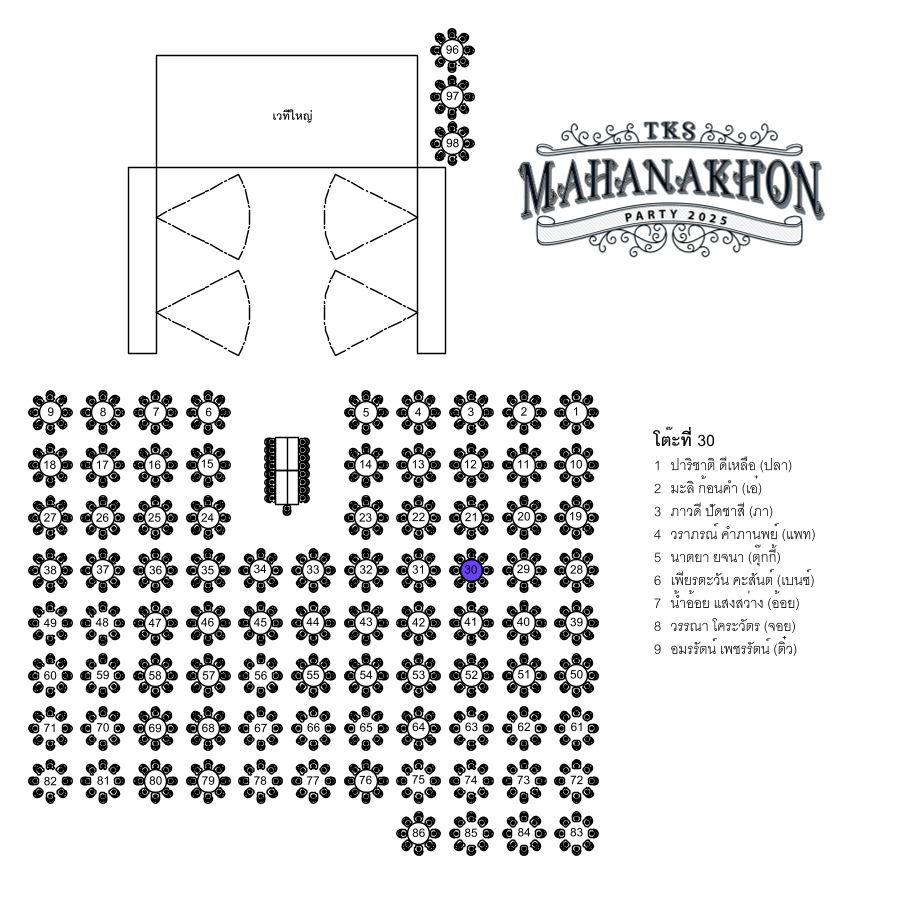 96
97
98
เวทีใหญ่
TKS
MAHANAKHON
PARTY 2025
9 8 7 6 5 4 3 2 1
18 17 16 15 14 13 12 11 10
27 26 25 24 23 22 21 20 19
38 37 36 35 34 33 32 31 30 29 28
49 48 47 46 45 44 43 42 41 40 39
60 59 58 57 56 55 54 53 52 51 50
71 70 69 68 67 66 65 64 63 62 61
82 81 80 79 78 77 76 75 74 73 72
86 85 84 83
โต๊ะที่ 30
1 ปาริชาติ ดีเหลือ (ปลา)
2 มะลิ ก้อนคำ (เอ๋)
3 ภาวดี ปัดชาสี (ภา)
4 วราภรณ์ คำภานพย์ (แพท)
5 นาตยา ยจนา (ตุ๊กกี้)
6 เพียรตะวัน คะสันต์ (เบนซ์)
7 น้ำอ้อย แสงสว่าง (อ้อย)
8 วรรณา โคระวัตร (จอย)
9 อมรรัตน์ เพชรรัตน์ (ติ๋ว)